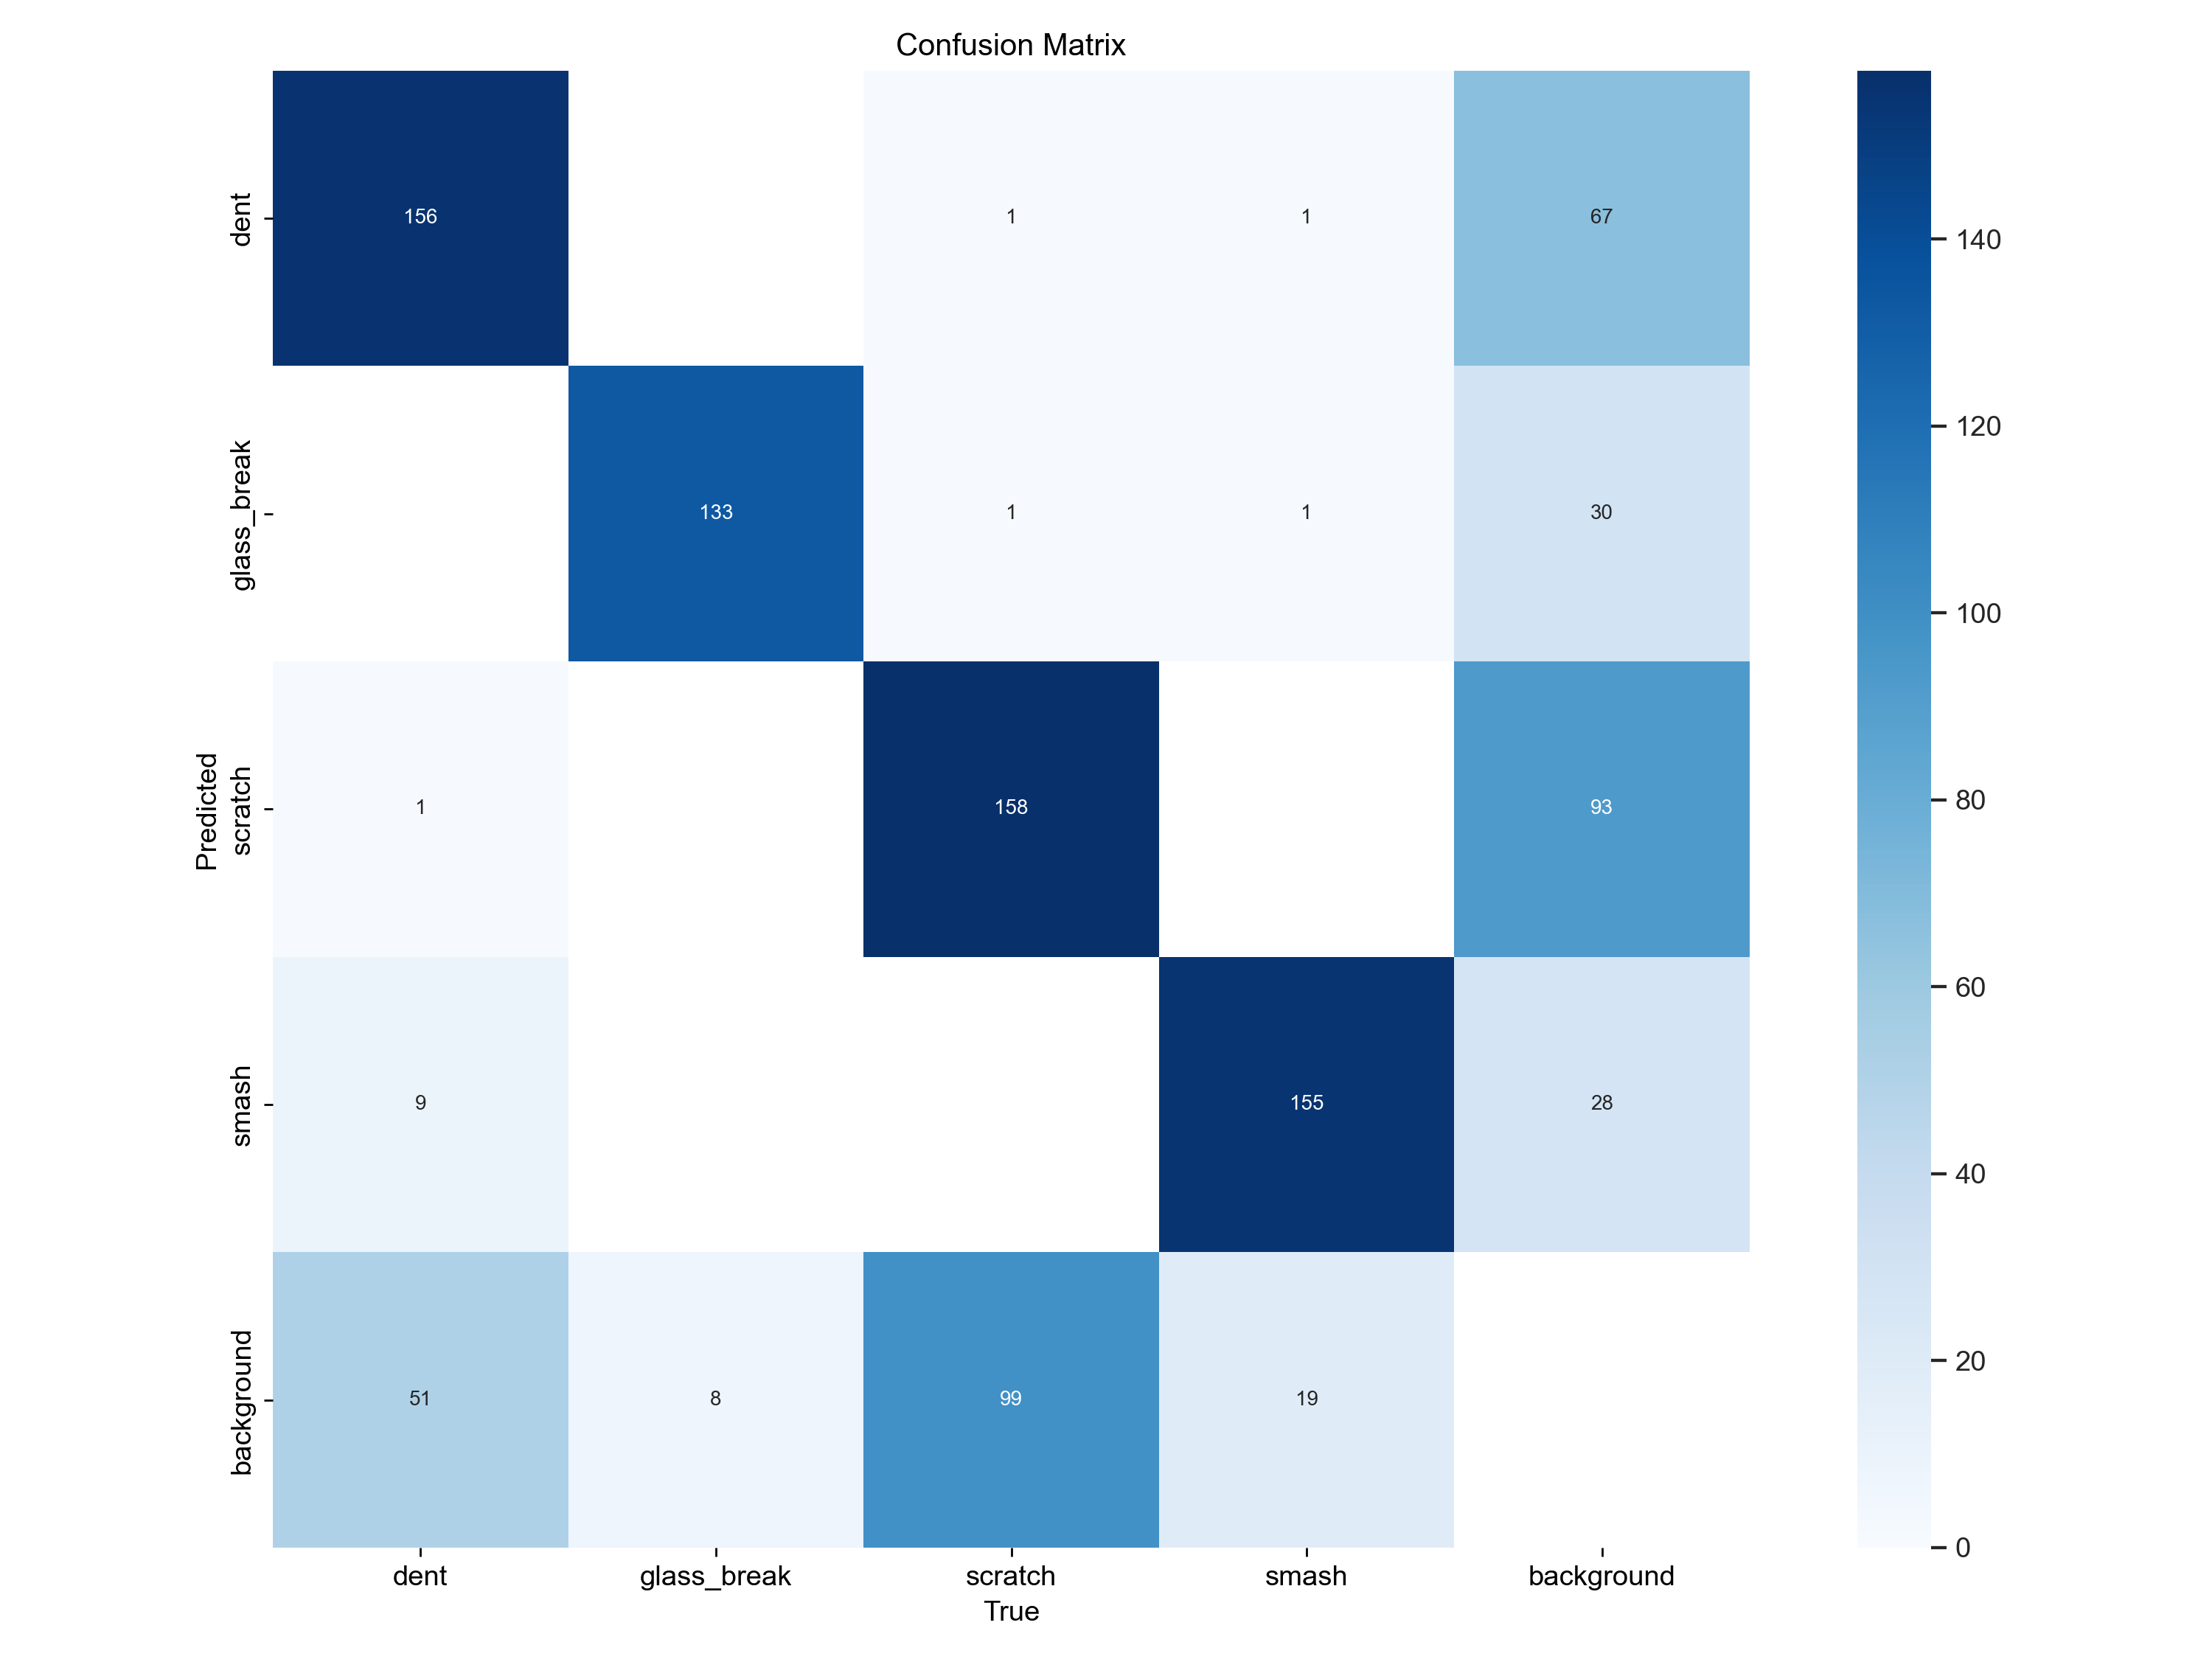 Confusion Matrix
dent
156
1
1
67
glass_break
133
1
1
30
Predicted
scratch
1
158
93
smash
9
155
28
background
51
8
99
19
dent
glass_break
scratch
smash
background
True
140
120
100
80
60
40
20
0